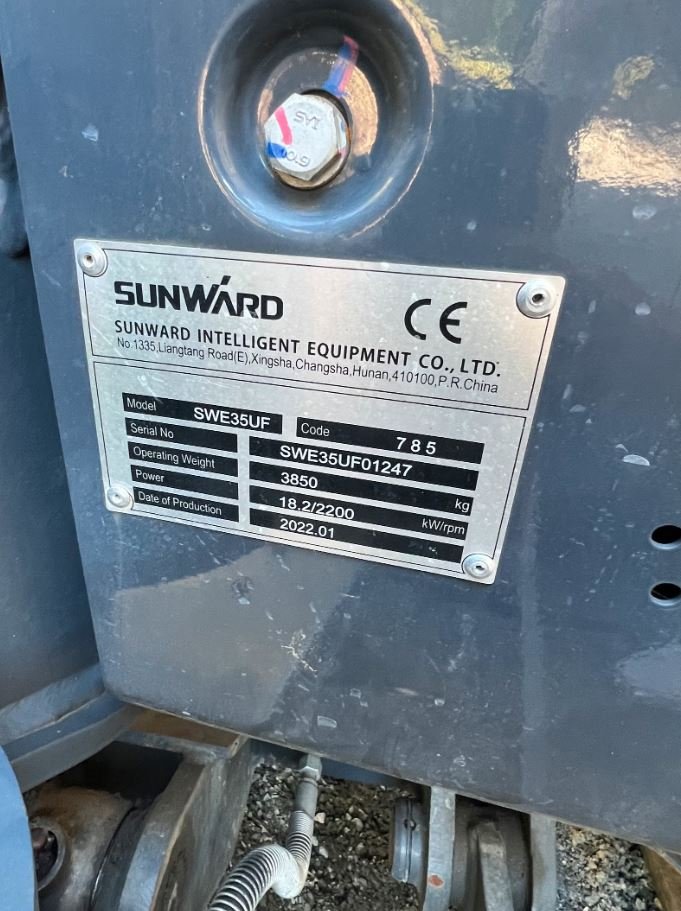 IAS
SUNWARD CE
SUNWARD INTELLIGENT EQUIPMENT CO., LTD.
No.1335,Liangtang Road(E),Xingsha,Changsha,Hunan,410100,P.R.China
Model SWE35UF Code 785
Serial No SWE35UF01247
Operating Weight 3850 kg
Power 18.2/2200 kW/rpm
Date of Production 2022.01